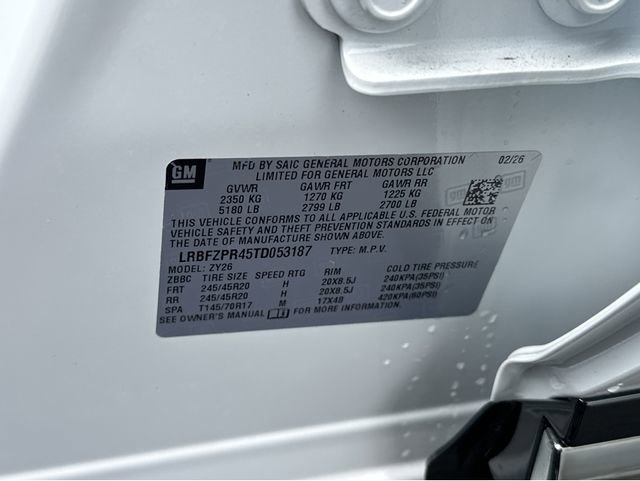 GM
MFD BY SAIC GENERAL MOTORS CORPORATION 02/26
LIMITED FOR GENERAL MOTORS LLC
GVWR GAWR FRT GAWR RR
2350 KG 1270 KG 1225 KG
5180 LB 2799 LB 2700 LB
THIS VEHICLE CONFORMS TO ALL APPLICABLE U.S. FEDERAL MOTOR
VEHICLE SAFETY AND THEFT PREVENTION STANDARDS IN EFFECT ON
THE DATE OF MANUFACTURE SHOWN ABOVE.
LRBFZPR45TD053187 TYPE: M.P.V.
MODEL: ZY26
ZBBC TIRE SIZE SPEED RTG RIM COLD TIRE PRESSURE
FRT 245/45R20 H 20X8.5J 240KPA(35PSI)
RR 245/45R20 H 20X8.5J 240KPA(35PSI)
SPA T145/70R17 M 17X4B 420KPA(60PSI)
SEE OWNER'S MANUAL FOR MORE INFORMATION.